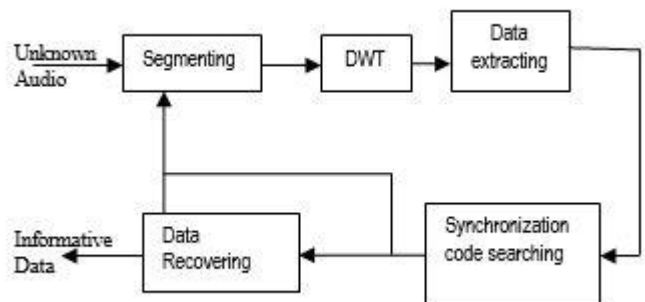 Unknown
Audio
Segmenting
DWT
Data
extracting
Informative
Data
Data
Recovering
Synchronization
code searching